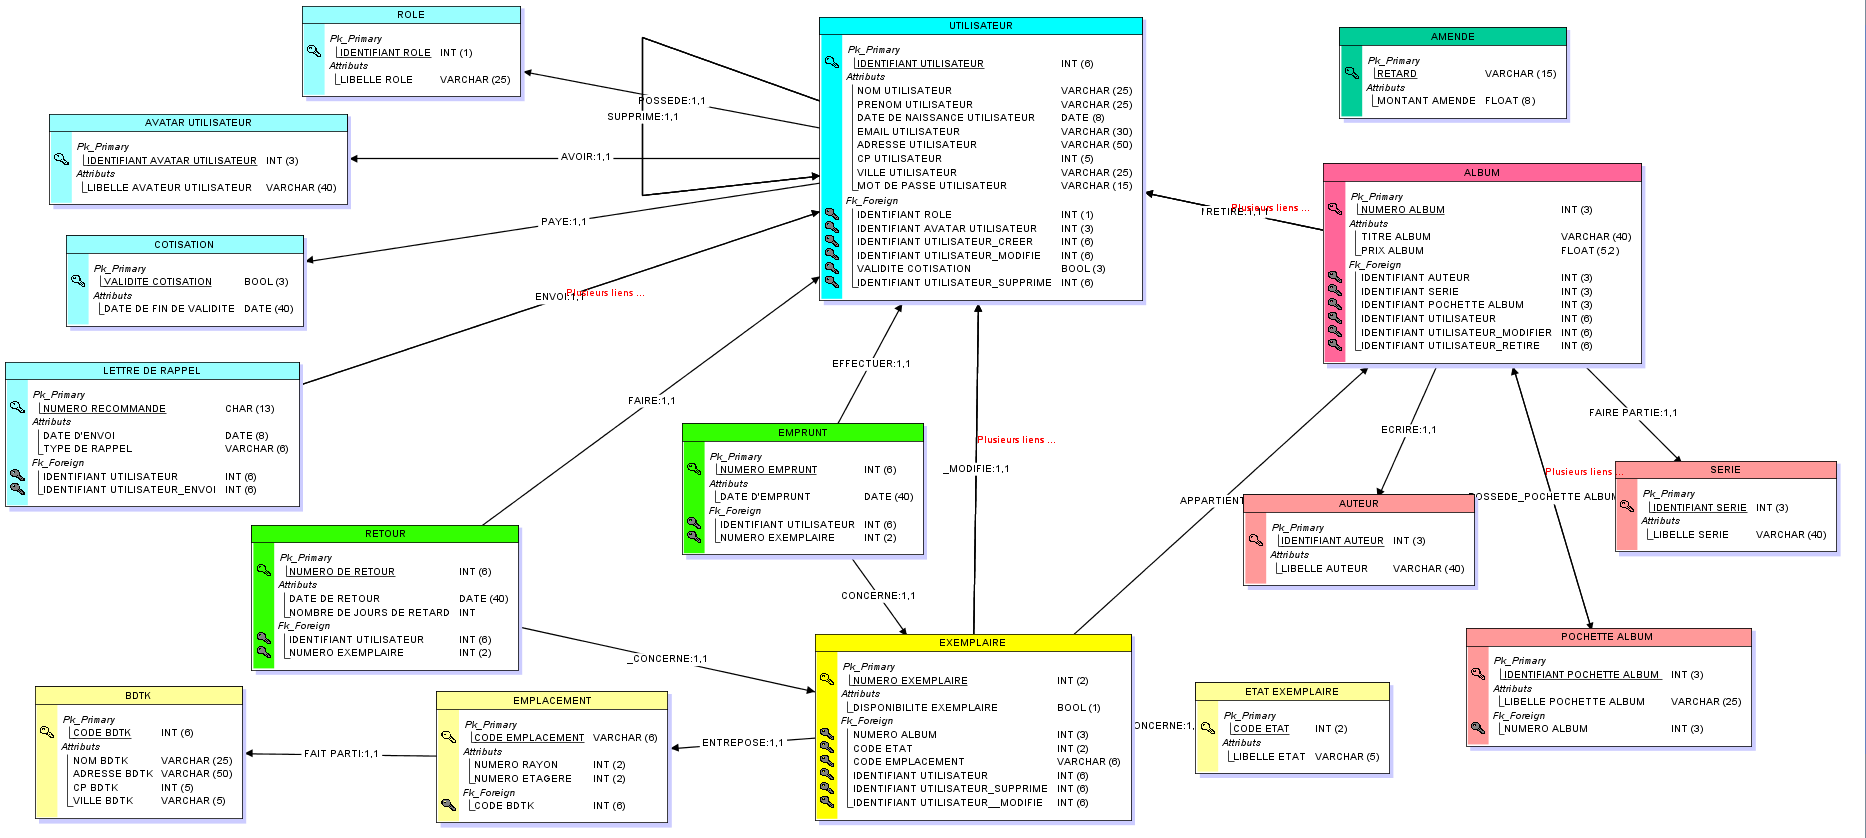 ROLE
Pk_Primary
IDENTIFIANT ROLE INT (1)
Attributs
LIBELLE ROLE VARCHAR (25)
AVATAR UTILISATEUR
Pk_Primary
IDENTIFIANT AVATAR UTILISATEUR INT (3)
Attributs
LIBELLE AVATEUR UTILISATEUR VARCHAR (40)
COTISATION
Pk_Primary
VALIDITE COTISATION BOOL (3)
Attributs
DATE DE FIN DE VALIDITE DATE (40)
LETTRE DE RAPPEL
Pk_Primary
NUMERO RECOMMANDE CHAR (13)
Attributs
DATE D'ENVOI DATE (8)
TYPE DE RAPPEL VARCHAR (6)
Fk_Foreign
IDENTIFIANT UTILISATEUR INT (6)
IDENTIFIANT UTILISATEUR_ENVOI INT (6)
POSSEDE:1,1
SUPPRIME:1,1
AVOIR:1,1
PAYE:1,1
ENVOI:1,1
Plusieurs liens ...
FAIRE:1,1
UTILISATEUR
Pk_Primary
IDENTIFIANT UTILISATEUR INT (6)
Attributs
NOM UTILISATEUR VARCHAR (25)
PRENOM UTILISATEUR VARCHAR (25)
DATE DE NAISSANCE UTILISATEUR DATE (8)
EMAIL UTILISATEUR VARCHAR (30)
ADRESSE UTILISATEUR VARCHAR (50)
CP UTILISATEUR INT (5)
VILLE UTILISATEUR VARCHAR (25)
MOT DE PASSE UTILISATEUR VARCHAR (15)
Fk_Foreign
IDENTIFIANT ROLE INT (1)
IDENTIFIANT AVATAR UTILISATEUR INT (3)
IDENTIFIANT UTILISATEUR_CREER INT (6)
IDENTIFIANT UTILISATEUR_MODIFIE INT (6)
VALIDITE COTISATION BOOL (3)
IDENTIFIANT UTILISATEUR_SUPPRIME INT (6)
AMENDE
Pk_Primary
RETARD VARCHAR (15)
Attributs
MONTANT AMENDE FLOAT (8)
RETIRE:1,1
Plusieurs liens ...
ALBUM
Pk_Primary
NUMERO ALBUM INT (3)
Attributs
TITRE ALBUM VARCHAR (40)
PRIX ALBUM FLOAT (5,2)
Fk_Foreign
IDENTIFIANT AUTEUR INT (3)
IDENTIFIANT SERIE INT (3)
IDENTIFIANT POCHETTE ALBUM INT (3)
IDENTIFIANT UTILISATEUR INT (6)
IDENTIFIANT UTILISATEUR_MODIFIER INT (6)
IDENTIFIANT UTILISATEUR_RETIRE INT (6)
EFFECTUER:1,1
Plusieurs liens ...
_MODIFIE:1,1
ECRIRE:1,1
FAIRE PARTIE:1,1
Plusieurs liens ...
OSSEDE_POCHETTE ALBUM
APPARTIENT
EMPRUNT
Pk_Primary
NUMERO EMPRUNT INT (6)
Attributs
DATE D'EMPRUNT DATE (40)
Fk_Foreign
IDENTIFIANT UTILISATEUR INT (6)
NUMERO EXEMPLAIRE INT (2)
CONCERNE:1,1
AUTEUR
Pk_Primary
IDENTIFIANT AUTEUR INT (3)
Attributs
LIBELLE AUTEUR VARCHAR (40)
SERIE
Pk_Primary
IDENTIFIANT SERIE INT (3)
Attributs
LIBELLE SERIE VARCHAR (40)
RETOUR
Pk_Primary
NUMERO DE RETOUR INT (6)
Attributs
DATE DE RETOUR DATE (40)
NOMBRE DE JOURS DE RETARD INT
Fk_Foreign
IDENTIFIANT UTILISATEUR INT (6)
NUMERO EXEMPLAIRE INT (2)
_CONCERNE:1,1
BDTK
Pk_Primary
CODE BDTK INT (6)
Attributs
NOM BDTK VARCHAR (25)
ADRESSE BDTK VARCHAR (50)
CP BDTK INT (5)
VILLE BDTK VARCHAR (5)
FAIT PARTI:1,1
EMPLACEMENT
Pk_Primary
CODE EMPLACEMENT VARCHAR (6)
Attributs
NUMERO RAYON INT (2)
NUMERO ETAGERE INT (2)
Fk_Foreign
CODE BDTK INT (6)
ENTREPOSE:1,1
EXEMPLAIRE
Pk_Primary
NUMERO EXEMPLAIRE INT (2)
Attributs
DISPONIBILITE EXEMPLAIRE BOOL (1)
Fk_Foreign
NUMERO ALBUM INT (3)
CODE ETAT INT (2)
CODE EMPLACEMENT VARCHAR (6)
IDENTIFIANT UTILISATEUR INT (6)
IDENTIFIANT UTILISATEUR_SUPPRIME INT (6)
IDENTIFIANT UTILISATEUR__MODIFIE INT (6)
ONCERNE:1,
ETAT EXEMPLAIRE
Pk_Primary
CODE ETAT INT (2)
Attributs
LIBELLE ETAT VARCHAR (5)
POCHETTE ALBUM
Pk_Primary
IDENTIFIANT POCHETTE ALBUM INT (3)
Attributs
LIBELLE POCHETTE ALBUM VARCHAR (25)
Fk_Foreign
NUMERO ALBUM INT (3)